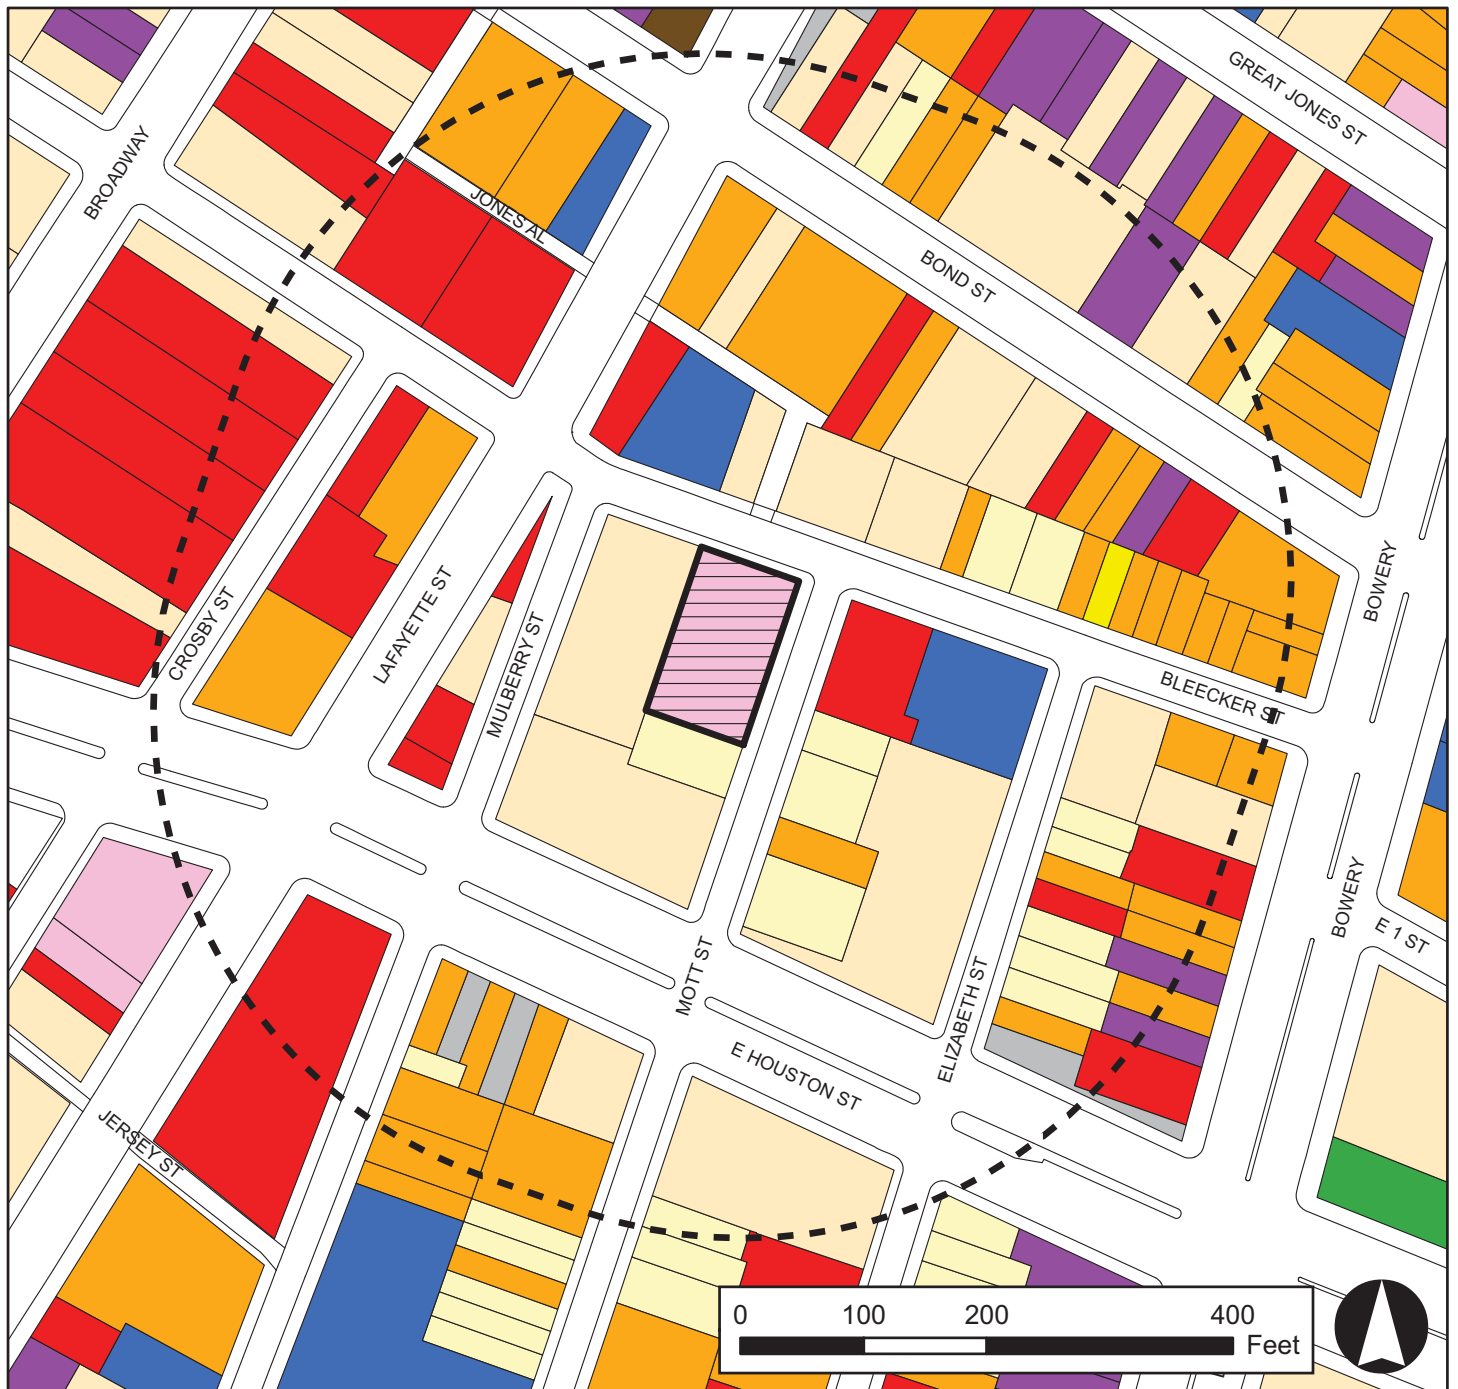 GREAT JONES ST
BROADWAY
JONES AL
BOND ST
BOWERY
CROSBY ST
LAFAYETTE ST
MULBERRY ST
BLEECKER ST
BOWERY
E 1 ST
MOTT ST
ELIZABETH ST
E HOUSTON ST
JERSEY ST
0 100 200 400
Feet